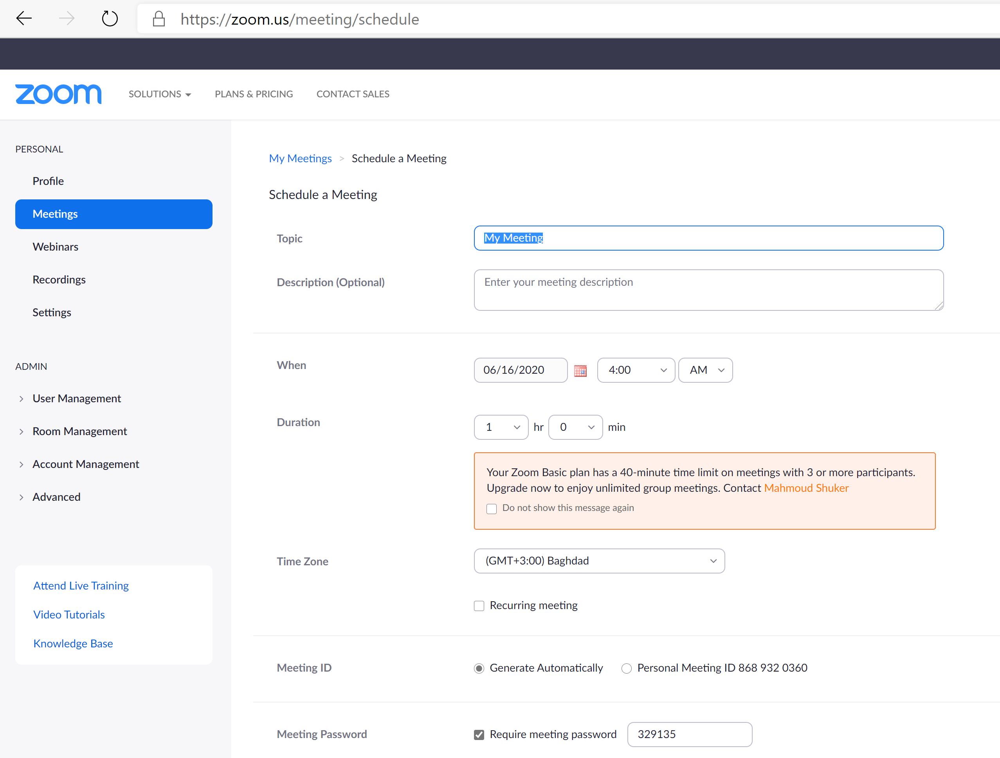 https://zoom.us/meeting/schedule
zoom
SOLUTIONS
PLANS & PRICING
CONTACT SALES
PERSONAL
Profile
Meetings
Webinars
Recordings
Settings
ADMIN
User Management
Room Management
Account Management
Advanced
Attend Live Training
Video Tutorials
Knowledge Base
My Meetings > Schedule a Meeting
Schedule a Meeting
Topic
My Meeting
Description (Optional)
Enter your meeting description
When
06/16/2020 4:00 AM
Duration
1 hr 0 min
Your Zoom Basic plan has a 40-minute time limit on meetings with 3 or more participants.
Upgrade now to enjoy unlimited group meetings. Contact Mahmoud Shuker
Do not show this message again
Time Zone
(GMT+3:00) Baghdad
Recurring meeting
Meeting ID
Generate Automatically
Personal Meeting ID 868 932 0360
Meeting Password
Require meeting password
329135